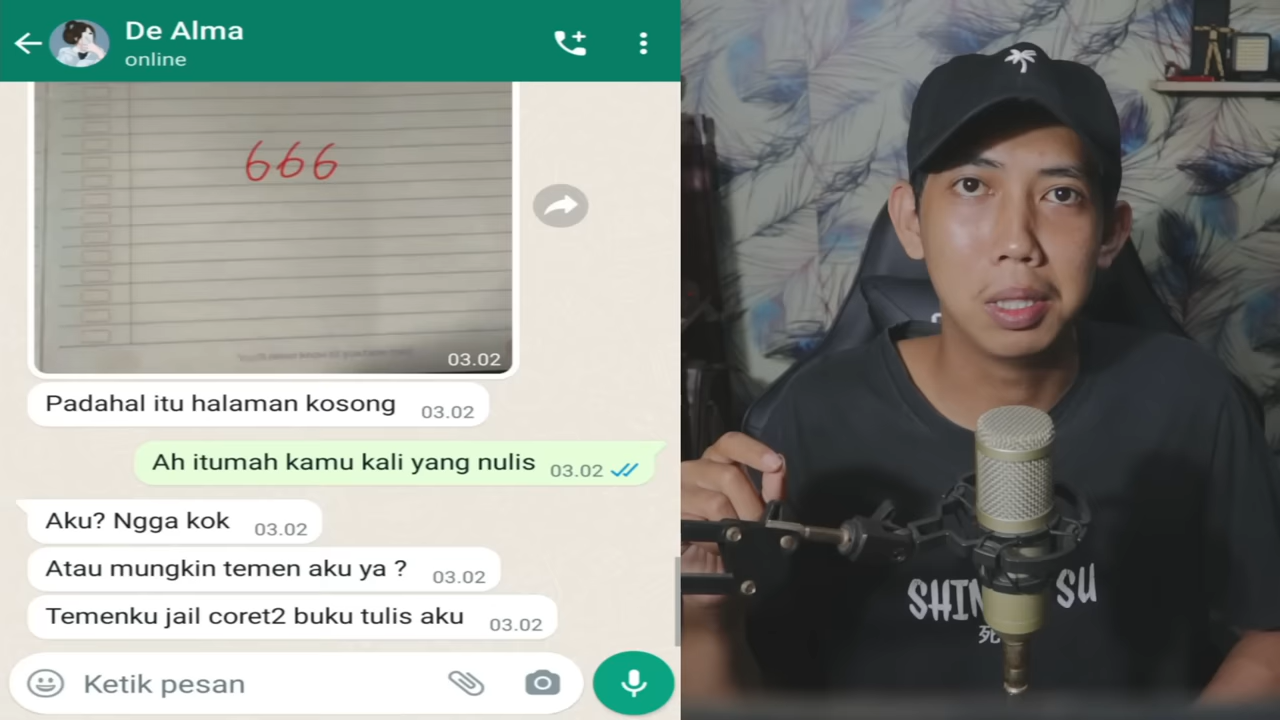 De Alma
online
666
03.02
Padahal itu halaman kosong 03.02
Ah itumah kamu kali yang nulis 03.02
Aku? Ngga kok 03.02
Atau mungkin temen aku ya ? 03.02
Temenku jail coret2 buku tulis aku 03.02
Ketik pesan
SU